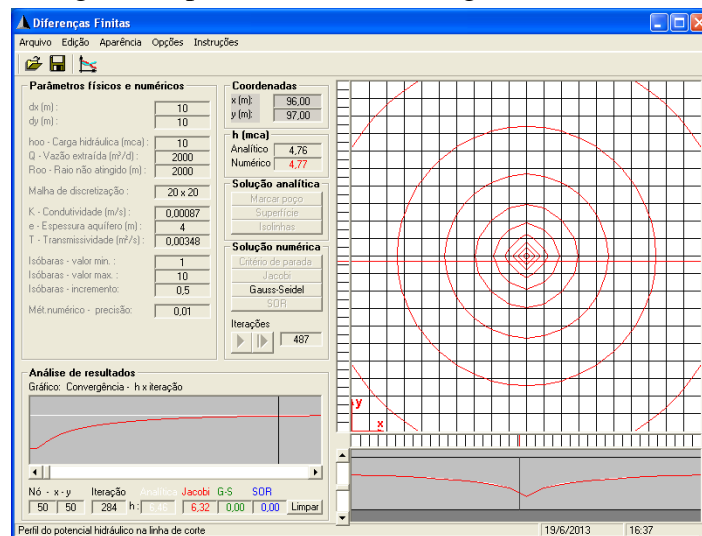 Diferenças Finitas
Arquivo Edição Aparência Opções Instruções
Parâmetros físicos e numéricos
dx (m) : 10
dy (m) : 10
hoo - Carga hidráulica (mca) : 10
Q - Vazão extraída (m³/d) : 2000
Roo - Raio não atingido (m) : 2000
Malha de discretização : 20 x 20
K - Condutividade (m/s) : 0,00087
e - Espessura aquífero (m) : 4
T - Transmissividade (m²/s) : 0,00348
Isóbaras - valor min. : 1
Isóbaras - valor max. : 10
Isóbaras - incremento: 0,5
Mét.numérico - precisão: 0,01
Coordenadas
x (m): 96,00
y (m): 97,00
h (mca)
Analítico 4,76
Numérico 4,77
Solução analítica
Marcar poço
Superfície
Isolinhas
Solução numérica
Critério de parada
Jacobi
Gauss-Seidel
SOR
Iterações
487
Análise de resultados
Gráfico: Convergência - h x iteração
Nó - x - y Iteração Analítica Jacobi G-S SOR
50 50 284 h : 6,46 6,32 0,00 0,00 Limpar
y
x
Perfil do potencial hidráulico na linha de corte 19/6/2013 16:37